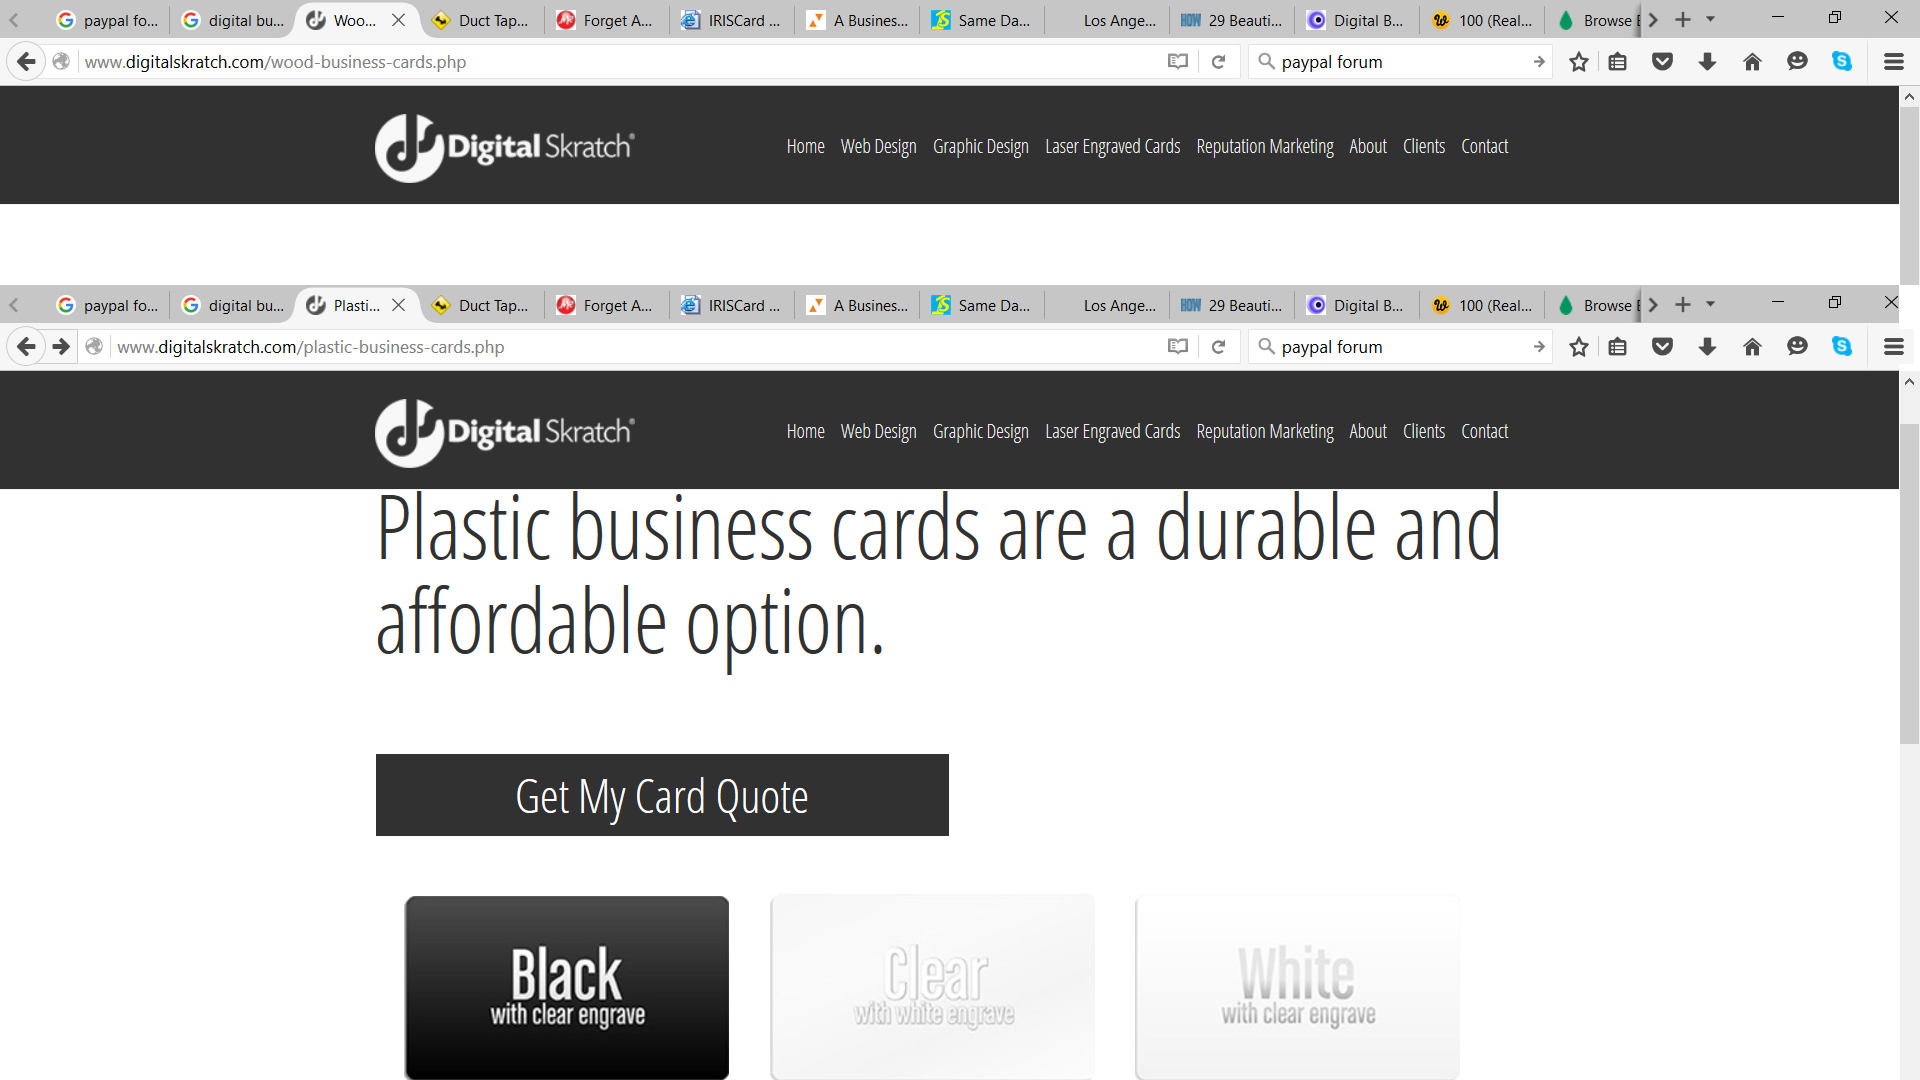 paypal fo... digital bu... Woo... Duct Tap... Forget A... IRISCard ... A Busines... Same Da... Los Ange... 29 Beauti... Digital B... 100 (Real... Browse
www.digitalskratch.com/wood-business-cards.php paypal forum
Digital Skratch® Home Web Design Graphic Design Laser Engraved Cards Reputation Marketing About Clients Contact
paypal fo... digital bu... Plasti... Duct Tap... Forget A... IRISCard ... A Busines... Same Da... Los Ange... 29 Beauti... Digital B... 100 (Real... Browse
www.digitalskratch.com/plastic-business-cards.php paypal forum
Digital Skratch® Home Web Design Graphic Design Laser Engraved Cards Reputation Marketing About Clients Contact
Plastic business cards are a durable and
affordable option.
Get My Card Quote
Black Clear White
with clear engrave with white engrave with clear engrave